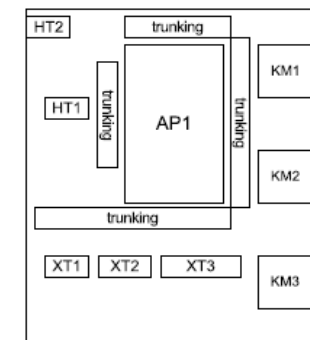 HT2
trunking
KM1
trunking
HT1
AP1
trunking
KM2
trunking
XT1
XT2
XT3
KM3